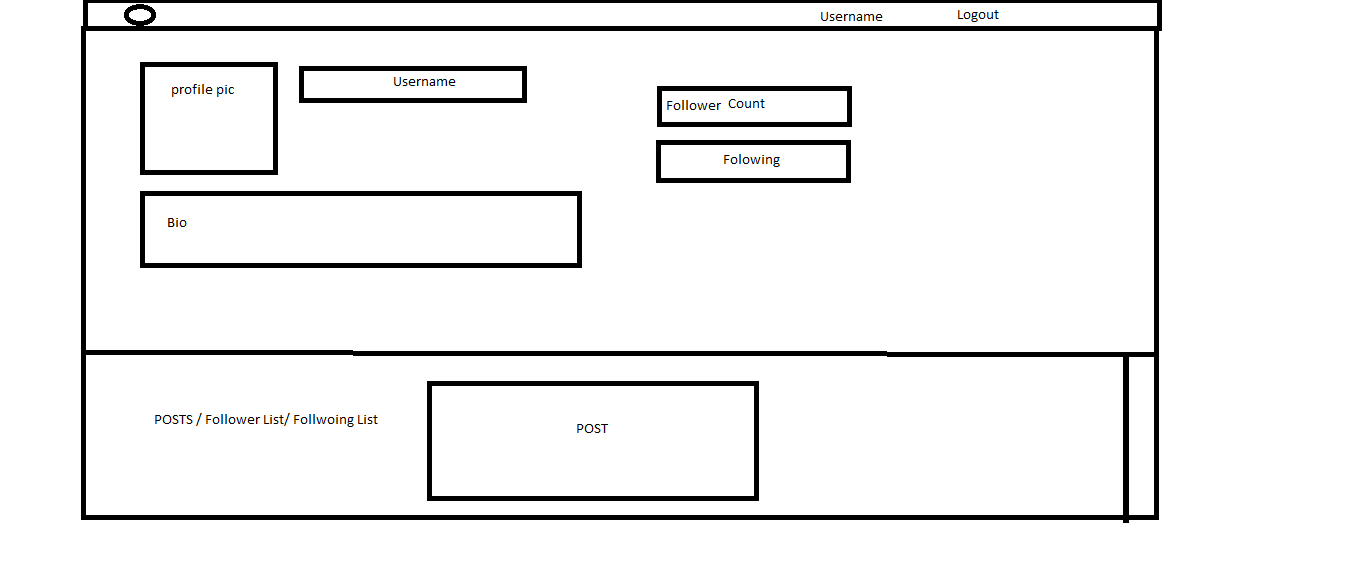 Username Logout
profile pic
Username
Follower Count
Folowing
Bio
POSTS / Follower List/ Follwoing List
POST